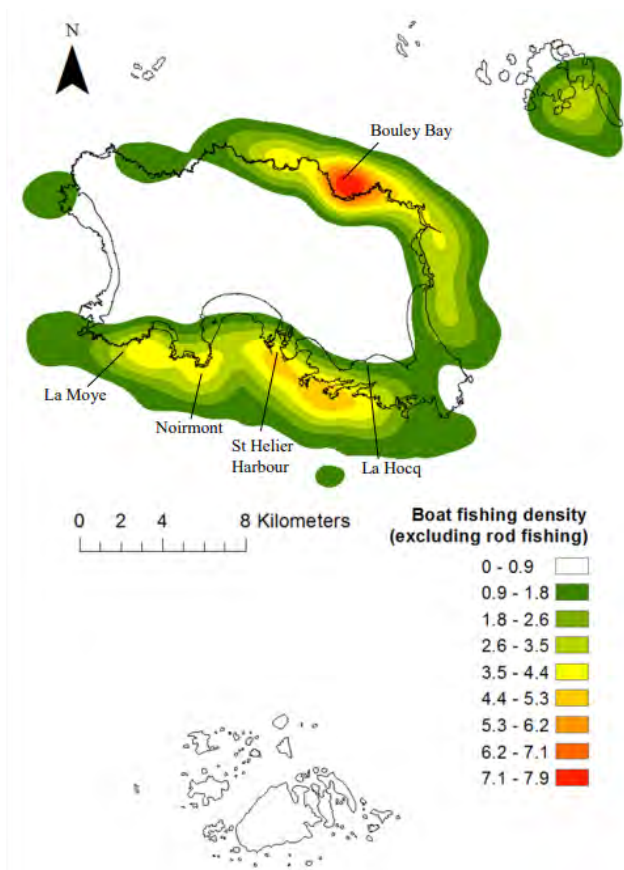 N
Bouley Bay
La Moye
Noirmont
St Helier
Harbour
La Hocq
0 2 4 8 Kilometers
Boat fishing density
(excluding rod fishing)
0 - 0.9
0.9 - 1.8
1.8 - 2.6
2.6 - 3.5
3.5 - 4.4
4.4 - 5.3
5.3 - 6.2
6.2 - 7.1
7.1 - 7.9